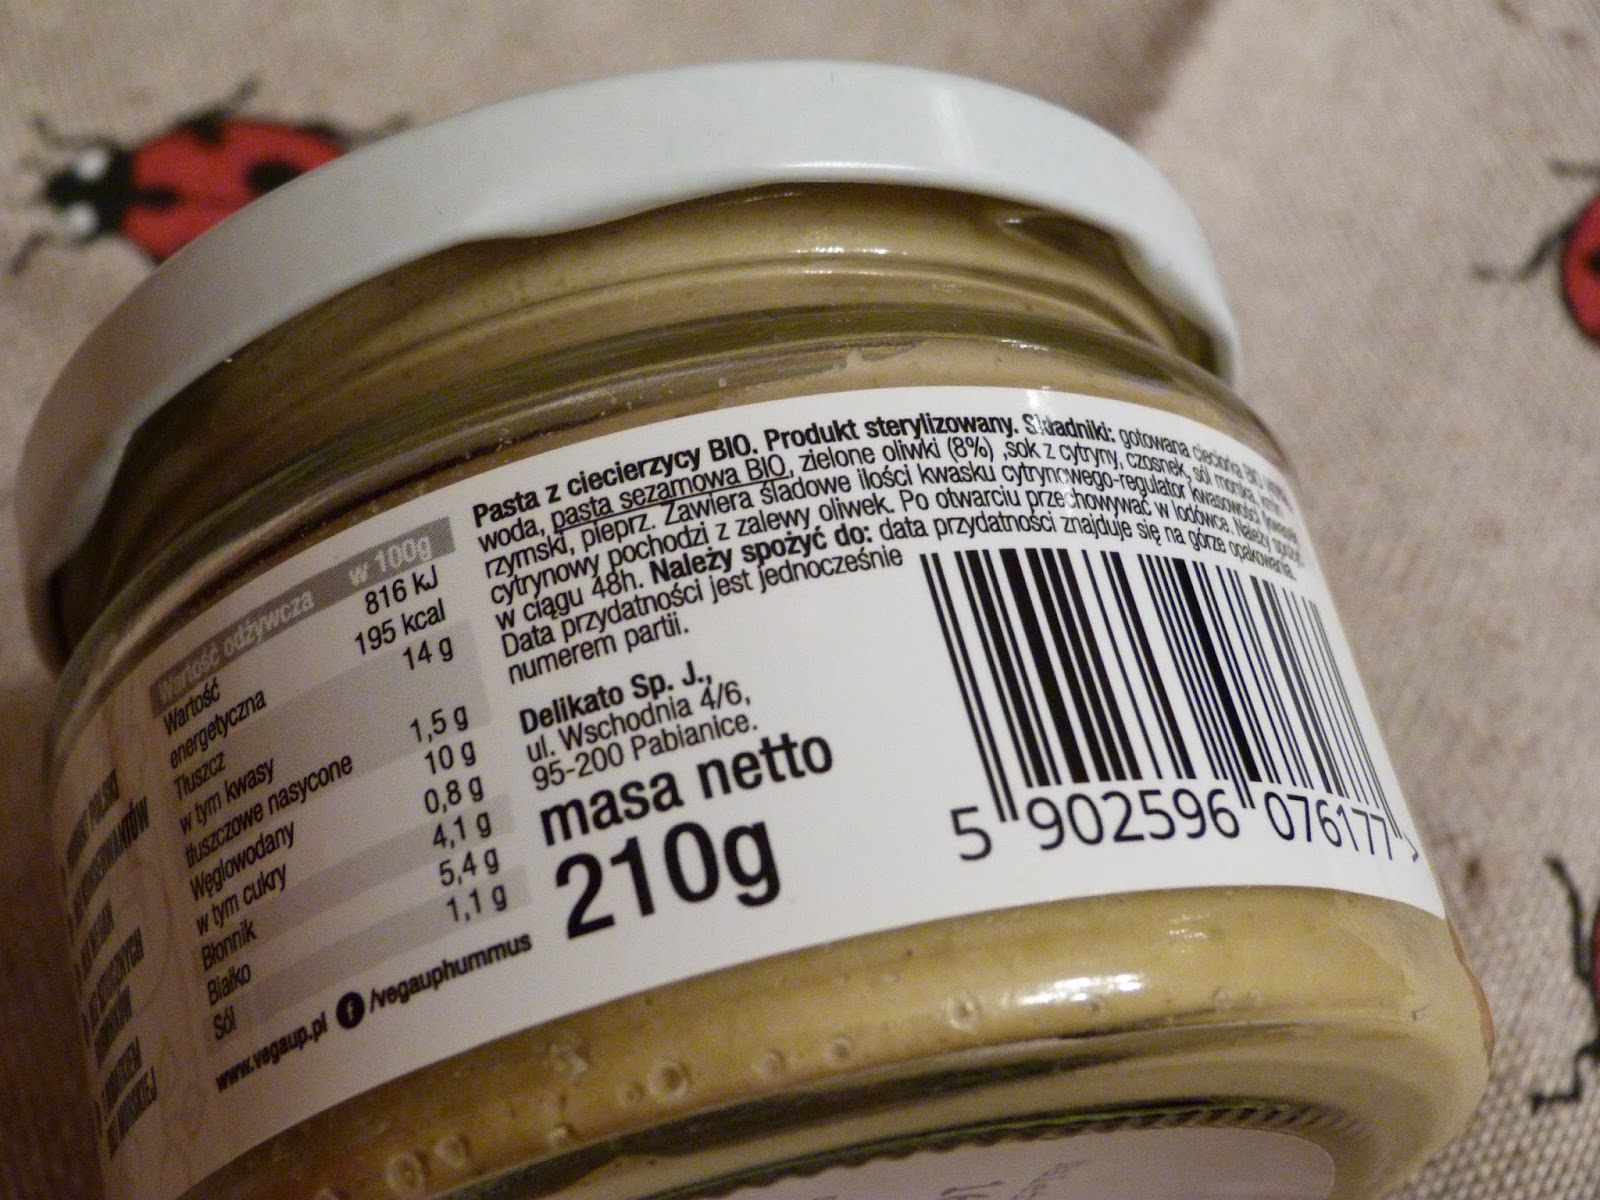 Wartość odżywcza w 100g
Wartość 816 kJ
energetyczna 195 kcal
Tłuszcz 14 g
w tym kwasy
tłuszczowe nasycone 1,5 g
Węglowodany 10 g
w tym cukry 0,8 g
Błonnik 4,1 g
Białko 5,4 g
Sól 1,1 g
www.vegaup.pl f /vegauphummus
Pasta z ciecierzycy BIO. Produkt sterylizowany. Składniki: gotowana BIO
woda, pasta sezamowa BIO, zielone oliwki (8%) ,sok z cytryny, czosnek, sól morska, kmin
rzymski, pieprz. Zawiera śladowe ilości kwasku cytrynowego-regulator kwasowości
cytrynowy pochodzi z zalewy oliwek. Po otwarciu przechowywać w lodówce. Należy spożyć
w ciągu 48h. Należy spożyć do: data przydatności znajduje się na górze opakowania.
Data przydatności jest jednocześnie
numerem partii.
Delikato Sp. J.,
ul. Wschodnia 4/6,
95-200 Pabianice.
masa netto
210g
5 902596 076177 >